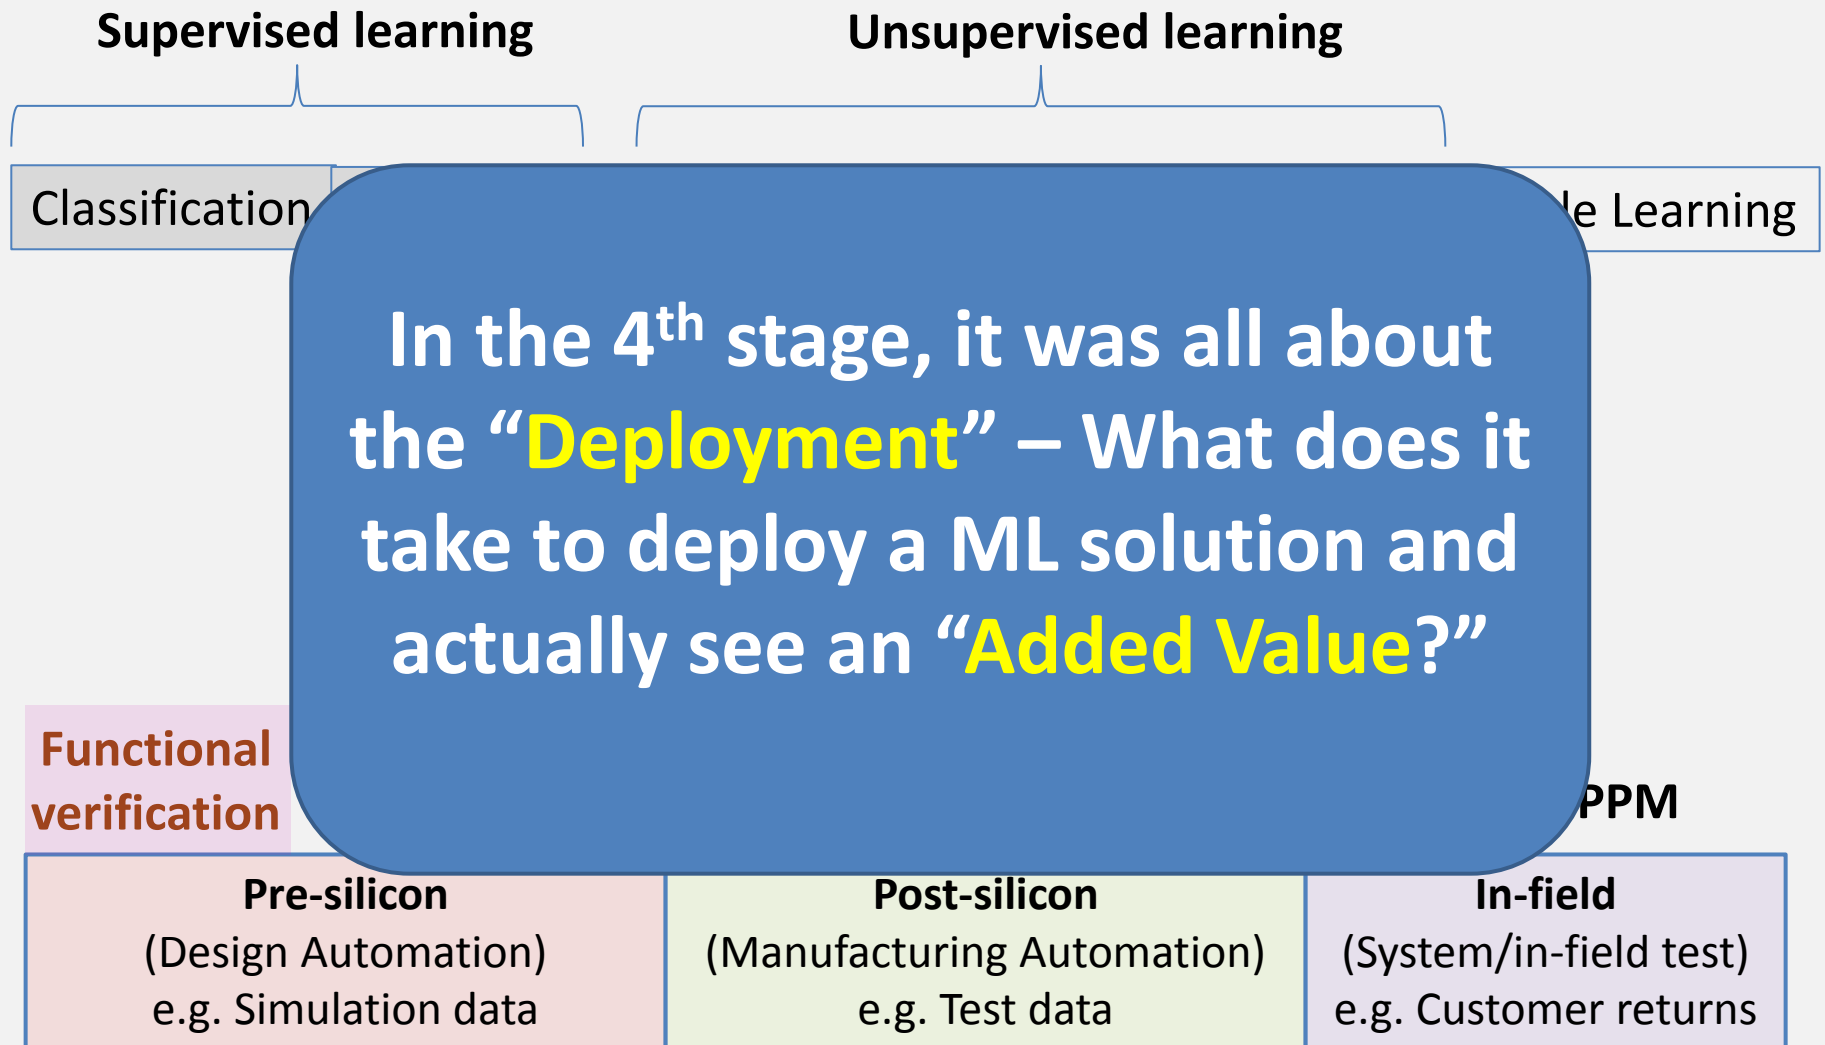 Supervised learning
Unsupervised learning
Classification
Learning
In the 4th stage, it was all about
the “Deployment” – What does it
take to deploy a ML solution and
actually see an “Added Value?”
Functional
verification
PPM
Pre-silicon
(Design Automation)
e.g. Simulation data
Post-silicon
(Manufacturing Automation)
e.g. Test data
In-field
(System/in-field test)
e.g. Customer returns